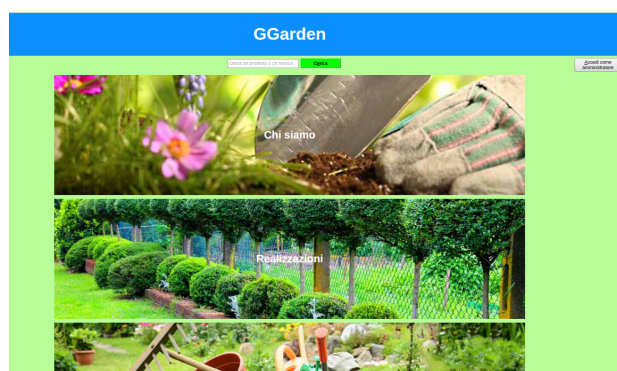 GGarden
Cerca un prodotto o un servizio
Cerca
Accedi come
amministratore
Chi siamo
Realizzazioni